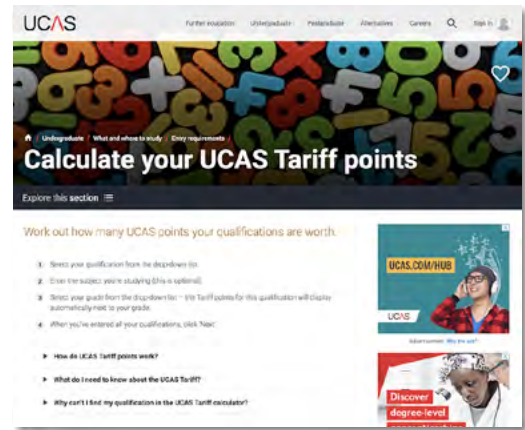 UCAS
Further education Undergraduate Postgraduate Alternatives Careers Sign in
Undergraduate / What and where to study / Entry requirements /
Calculate your UCAS Tariff points
Explore this section
Work out how many UCAS points your qualifications are worth.
1 Select your qualification from the dropdown list.
2 Enter the subject you're studying (this is optional).
3 Select your grade from the dropdown list – the Tariff points for this qualification will display
automatically next to your grade.
4 When you've entered all your qualifications, click 'Next'.
How do UCAS Tariff points work?
What do I need to know about the UCAS Tariff?
Why can't I find my qualification in the UCAS Tariff calculator?
UCAS.COM/HUB
UCAS
Advertisement Why the ads?
Discover
degree-level